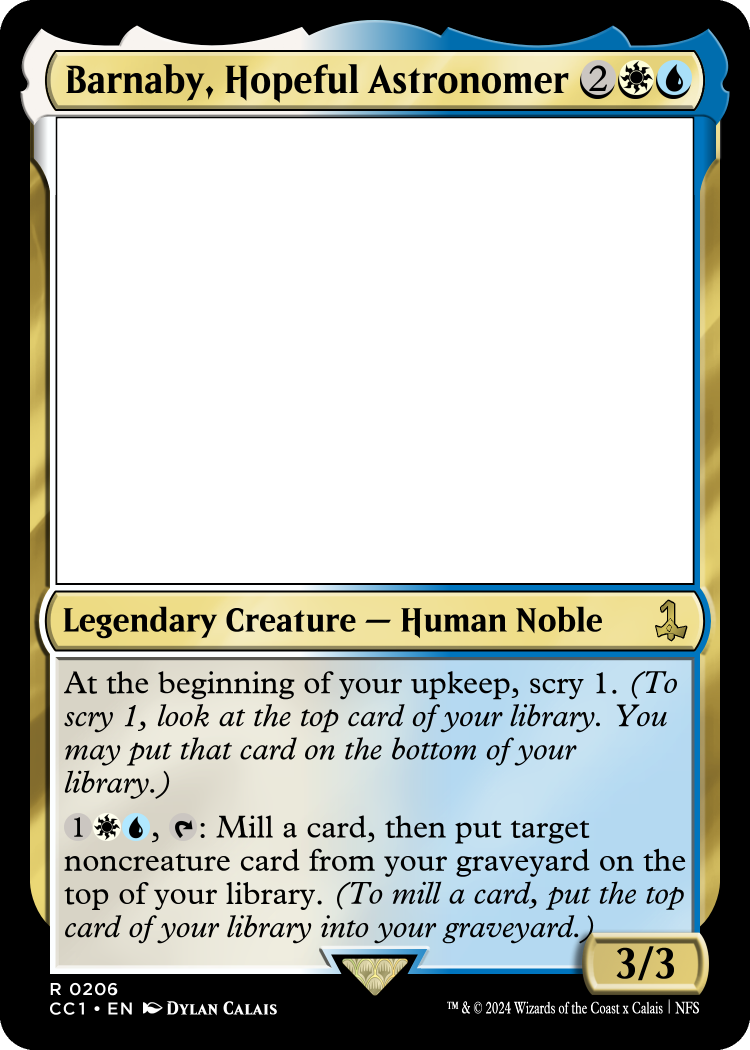 Barnaby, Hopeful Astronomer 2
Legendary Creature — Human Noble
At the beginning of your upkeep, scry 1. (To
scry 1, look at the top card of your library. You
may put that card on the bottom of your
library.)
1, : Mill a card, then put target
noncreature card from your graveyard on the
top of your library. (To mill a card, put the top
card of your library into your graveyard.)
3/3
R 0206
CC1 • EN DYLAN CALAIS
™ & © 2024 Wizards of the Coast x Calais | NFS